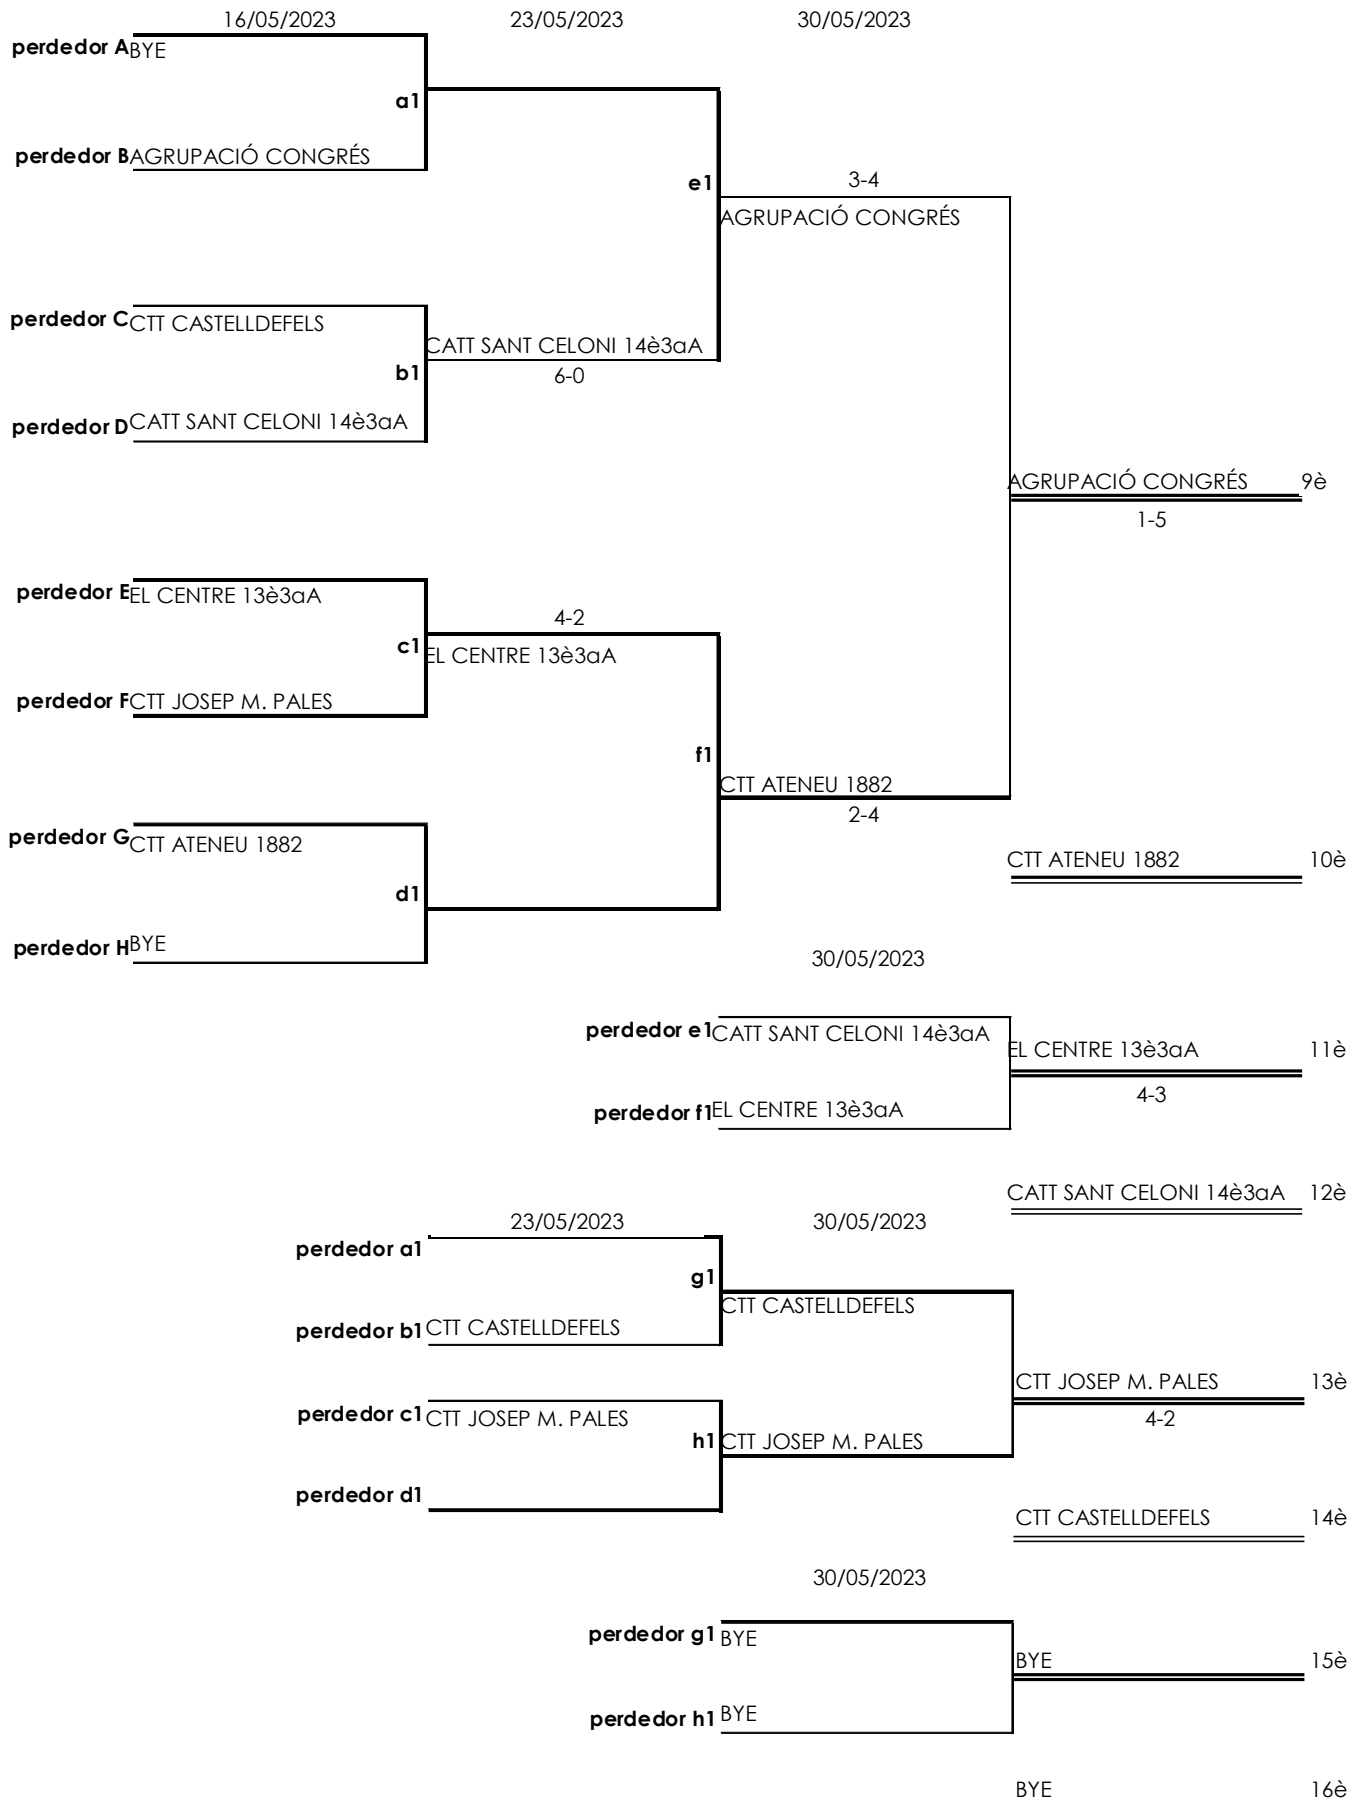 16/05/2023 23/05/2023 30/05/2023
perdedor A BYE
a1
perdedor B AGRUPACIÓ CONGRÉS
e1 3-4
AGRUPACIÓ CONGRÉS
perdedor C CTT CASTELLDEFELS
CATT SANT CELONI 14è3aA
b1 6-0
perdedor D CATT SANT CELONI 14è3aA
AGRUPACIÓ CONGRÉS 9è
1-5
perdedor E EL CENTRE 13è3aA
4-2
c1 EL CENTRE 13è3aA
perdedor F CTT JOSEP M. PALES
f1
CTT ATENEU 1882
2-4
perdedor G CTT ATENEU 1882
CTT ATENEU 1882 10è
d1
perdedor H BYE
30/05/2023
perdedor e1 CATT SANT CELONI 14è3aA
EL CENTRE 13è3aA 11è
4-3
perdedor f1 EL CENTRE 13è3aA
CATT SANT CELONI 14è3aA 12è
23/05/2023 30/05/2023
perdedor a1
g1
CTT CASTELLDEFELS
perdedor b1 CTT CASTELLDEFELS
CTT JOSEP M. PALES 13è
4-2
perdedor c1 CTT JOSEP M. PALES
h1 CTT JOSEP M. PALES
perdedor d1
CTT CASTELLDEFELS 14è
30/05/2023
perdedor g1 BYE
BYE 15è
perdedor h1 BYE
BYE 16è